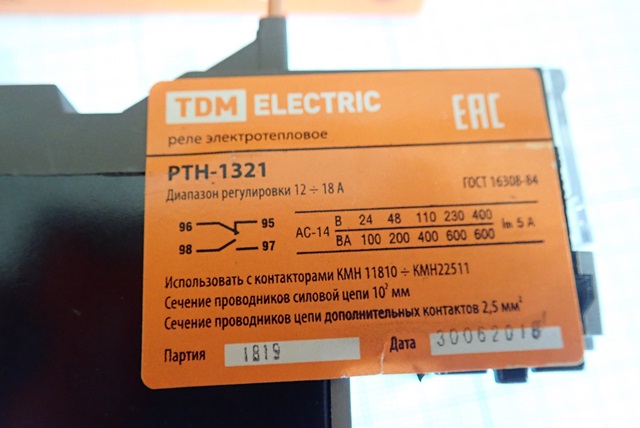 TDM ELECTRIC
EAC
реле электротепловое
РТН-1321
Диапазон регулировки 12 ÷ 18 А
ГОСТ 16308-84
96 95
98 97
АС-14
В 24 48 110 230 400
ВА 100 200 400 600 600
Iт 5 А
Использовать с контакторами КМН 11810 ÷ КМН22511
Сечение проводников силовой цепи 10² мм
Сечение проводников цепи дополнительных контактов 2,5 мм²
Партия 1819 Дата 30062018